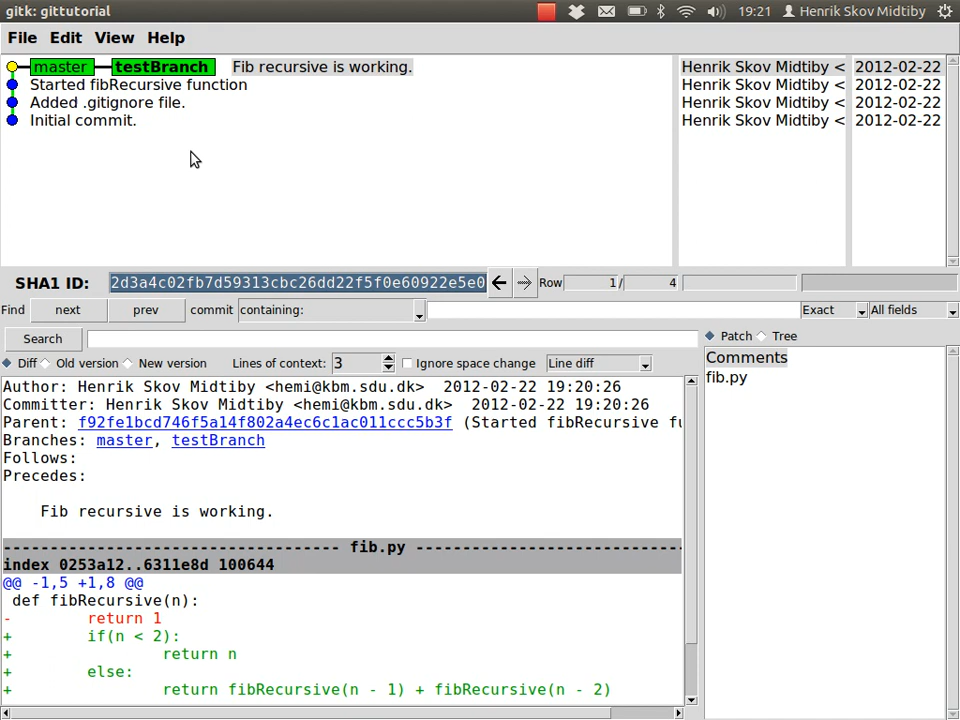 gitk: gittutorial 19:21 Henrik Skov Midtiby
File Edit View Help
master testBranch Fib recursive is working. Henrik Skov Midtiby < 2012-02-22
Started fibRecursive function Henrik Skov Midtiby < 2012-02-22
Added .gitignore file. Henrik Skov Midtiby < 2012-02-22
Initial commit. Henrik Skov Midtiby < 2012-02-22
SHA1 ID: 2d3a4c02fb7d59313cbc26dd22f5f0e60922e5e0 Row 1 / 4
Find next prev commit containing: Exact All fields
Search Patch Tree
Diff Old version New version Lines of context: 3 Ignore space change Line diff
Comments
fib.py
Author: Henrik Skov Midtiby <hemi@kbm.sdu.dk> 2012-02-22 19:20:26
Committer: Henrik Skov Midtiby <hemi@kbm.sdu.dk> 2012-02-22 19:20:26
Parent: f92fe1bcd746f5a14f802a4ec6c1ac011ccc5b3f (Started fibRecursive fu
Branches: master, testBranch
Follows:
Precedes:
Fib recursive is working.
------------------------------------ fib.py -----------------------------
index 0253a12..6311e8d 100644
@@ -1,5 +1,8 @@
def fibRecursive(n):
- return 1
+ if(n < 2):
+ return n
+ else:
+ return fibRecursive(n - 1) + fibRecursive(n - 2)